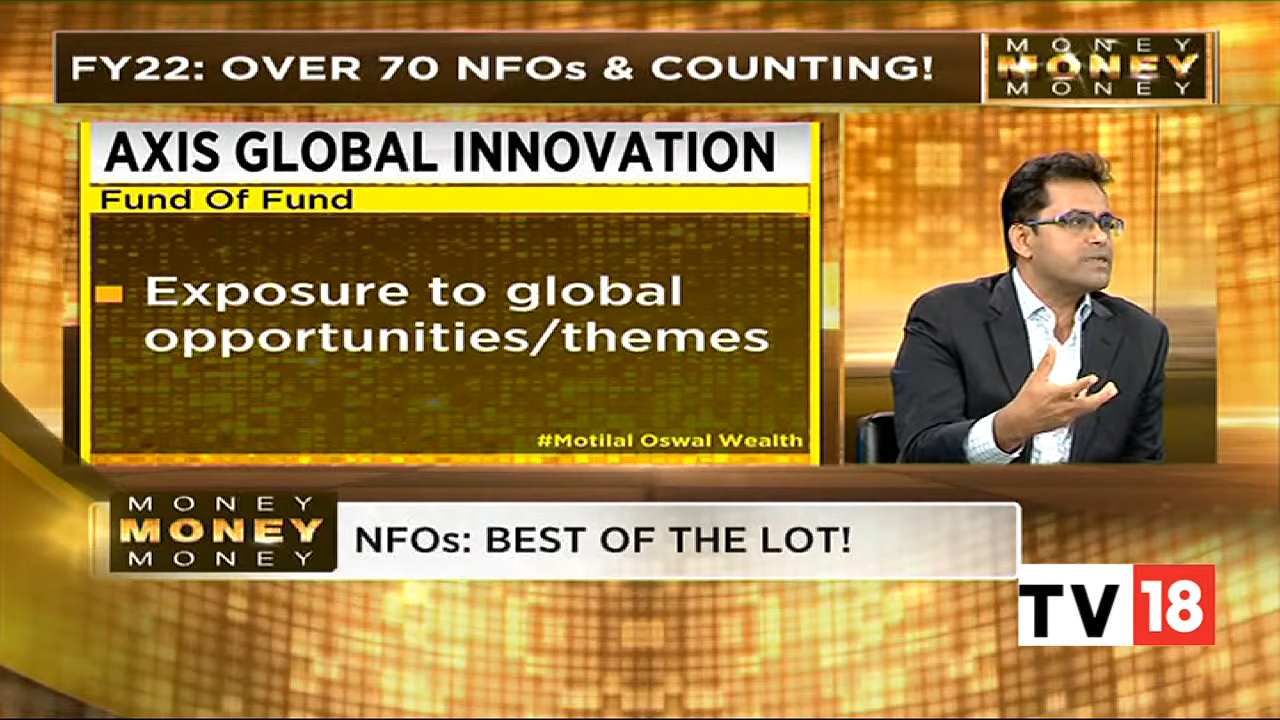 FY22: OVER 70 NFOs & COUNTING!
MONEY
MONEY
MONEY
AXIS GLOBAL INNOVATION
Fund Of Fund
Exposure to global
opportunities/themes
#Motilal Oswal Wealth
MONEY
MONEY
MONEY
NFOs: BEST OF THE LOT!
TV18